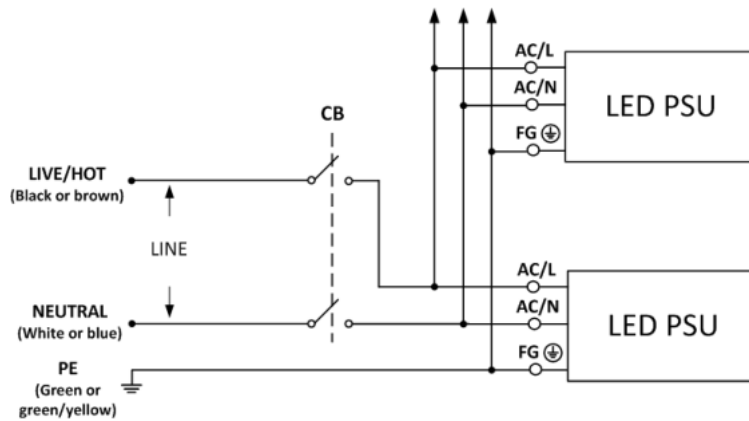 AC/L
AC/N
FG
LED PSU
CB
LIVE/HOT
(Black or brown)
LINE
NEUTRAL
(White or blue)
PE
(Green or
green/yellow)
AC/L
AC/N
FG
LED PSU